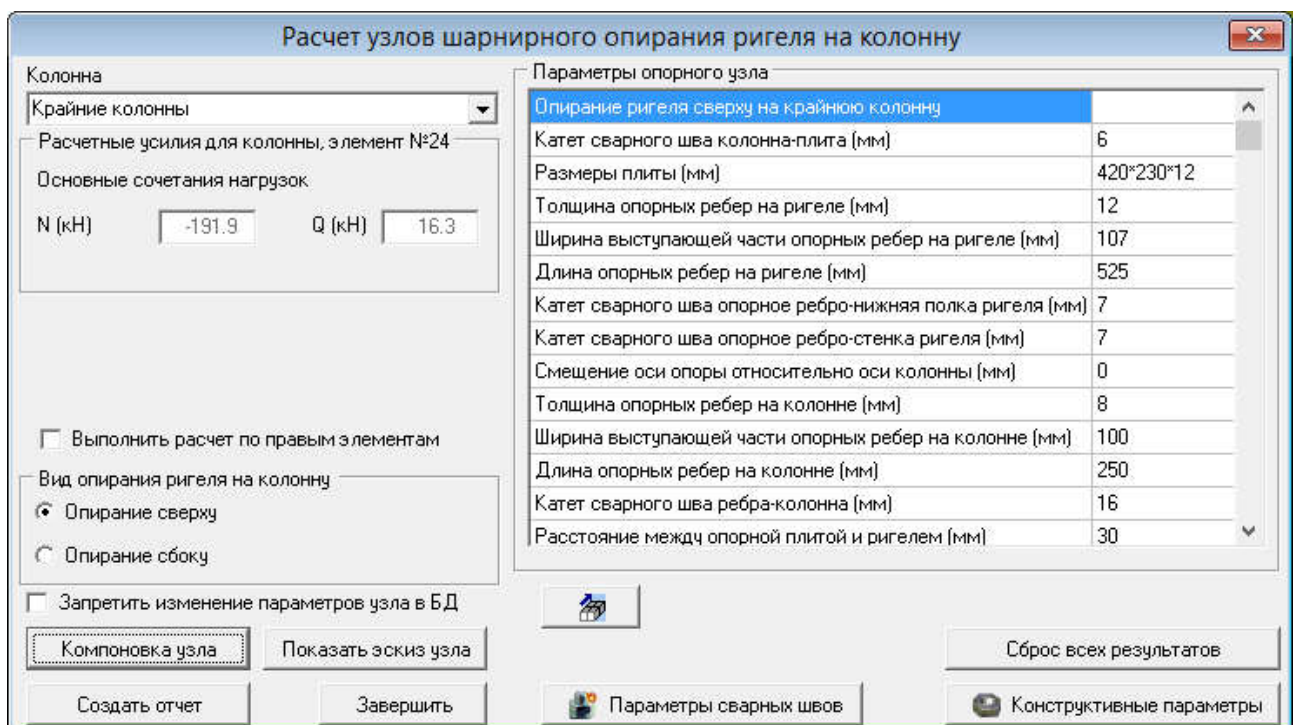 Расчет узлов шарнирного опирания ригеля на колонну
Колонна
Крайние колонны
Расчетные усилия для колонны, элемент №24
Основные сочетания нагрузок
N (кН) -191.9 Q (кН) 16.3
Выполнить расчет по правым элементам
Вид опирания ригеля на колонну
Опирание сверху
Опирание сбоку
Запретить изменение параметров узла в БД
Компоновка узла Показать эскиз узла
Создать отчет Завершить
Параметры опорного узла
Опирание ригеля сверху на крайнюю колонну
Катет сварного шва колонна-плита (мм) 6
Размеры плиты (мм) 420*230*12
Толщина опорных ребер на ригеле (мм) 12
Ширина выступающей части опорных ребер на ригеле (мм) 107
Длина опорных ребер на ригеле (мм) 525
Катет сварного шва опорное ребро-нижняя полка ригеля (мм) 7
Катет сварного шва опорное ребро-стенка ригеля (мм) 7
Смещение оси опоры относительно оси колонны (мм) 0
Толщина опорных ребер на колонне (мм) 8
Ширина выступающей части опорных ребер на колонне (мм) 100
Длина опорных ребер на колонне (мм) 250
Катет сварного шва ребра-колонна (мм) 16
Расстояние между опорной плитой и ригелем (мм) 30
Сброс всех результатов
Параметры сварных швов Конструктивные параметры